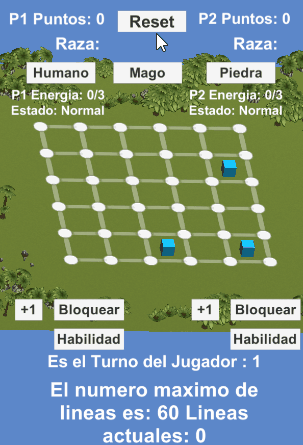 P1 Puntos: 0 Reset P2 Puntos: 0
Raza: Raza:
Humano Mago Piedra
P1 Energia: 0/3 P2 Energia: 0/3
Estado: Normal Estado: Normal
+1 Bloquear +1 Bloquear
Habilidad Habilidad
Es el Turno del Jugador : 1
El numero maximo de
lineas es: 60 Lineas
actuales: 0